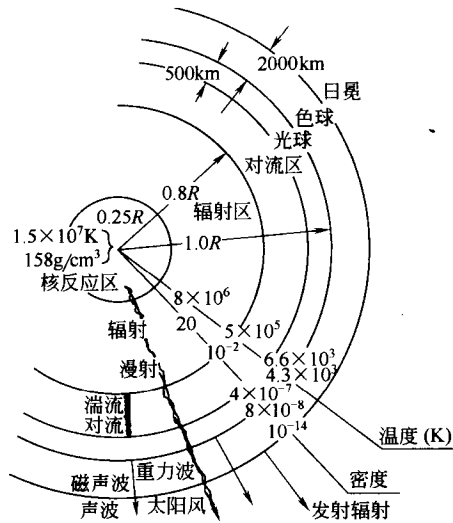 2000km
500km
日冕
色球
光球
对流区
0.8R
辐射区
0.25R
1.0R
1.5×10⁷K
158g/cm³
核反应区
8×10⁶
20
辐射
5×10⁵
10⁻²
漫射
6.6×10³
4.3×10³
4×10⁻⁷
湍流
对流
8×10⁻⁸
10⁻¹⁴
温度 (K)
磁声波
重力波
密度
声波
太阳风
发射辐射